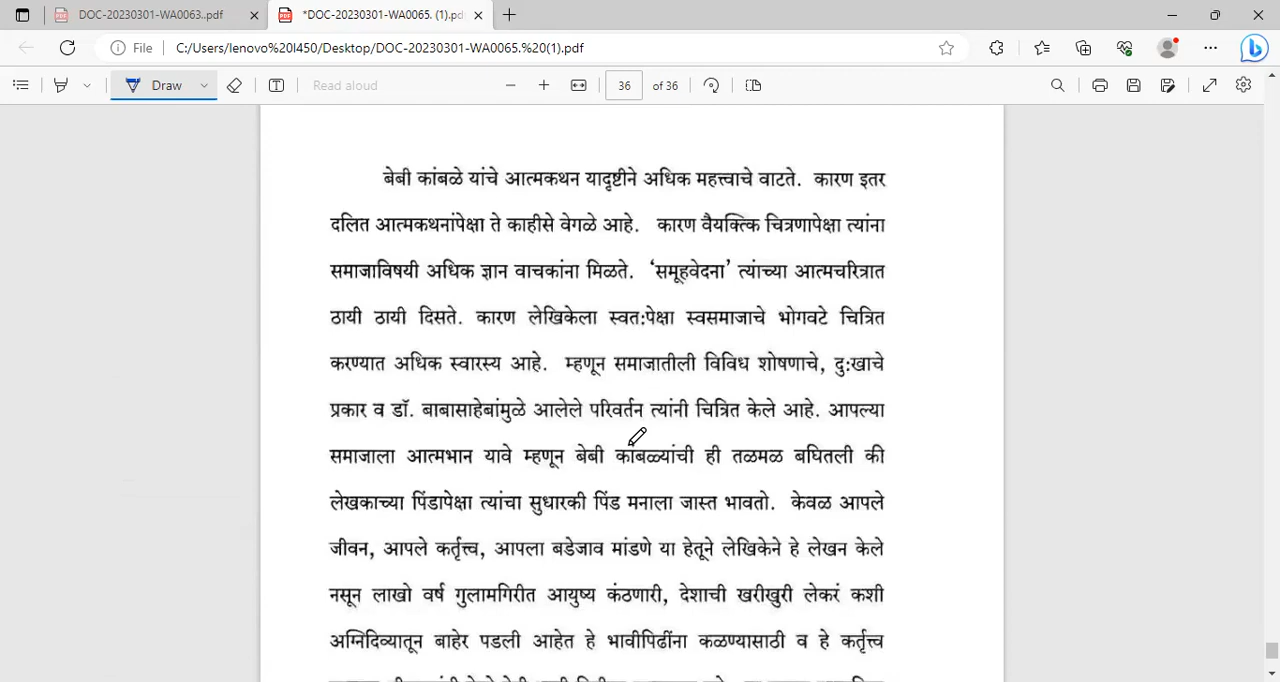 DOC-20230301-WA0063..pdf
*DOC-20230301-WA0065. (1).pd
File
C:/Users/lenovo%20l450/Desktop/DOC-20230301-WA0065.%20(1).pdf
Draw
Read aloud
36
of 36
बेबी कांबळे यांचे आत्मकथन यादृष्टीने अधिक महत्त्वाचे वाटते. कारण इतर
दलित आत्मकथनांपेक्षा ते काहीसे वेगळे आहे. कारण वैयक्त्कि चित्रणापेक्षा त्यांना
समाजाविषयी अधिक ज्ञान वाचकांना मिळते. ‘समूहवेदना’ त्यांच्या आत्मचरित्रात
ठायी ठायी दिसते. कारण लेखिकेला स्वत:पेक्षा स्वसमाजाचे भोगवटे चित्रित
करण्यात अधिक स्वारस्य आहे. म्हणून समाजातीली विविध शोषणाचे, दु:खाचे
प्रकार व डॉ. बाबासाहेबांमुळे आलेले परिवर्तन त्यांनी चित्रित केले आहे. आपल्या
समाजाला आत्मभान यावे म्हणून बेबी कांबळ्यांची ही तळमळ बघितली की
लेखकाच्या पिंडापेक्षा त्यांचा सुधारकी पिंड मनाला जास्त भावतो. केवळ आपले
जीवन, आपले कर्तृत्त्व, आपला बडेजाव मांडणे या हेतूने लेखिकेने हे लेखन केले
नसून लाखो वर्ष गुलामगिरीत आयुष्य कंठणारी, देशाची खरीखुरी लेकरं कशी
अग्निदिव्यातून बाहेर पडली आहेत हे भावीपिढींना कळण्यासाठी व हे कर्तृत्त्व